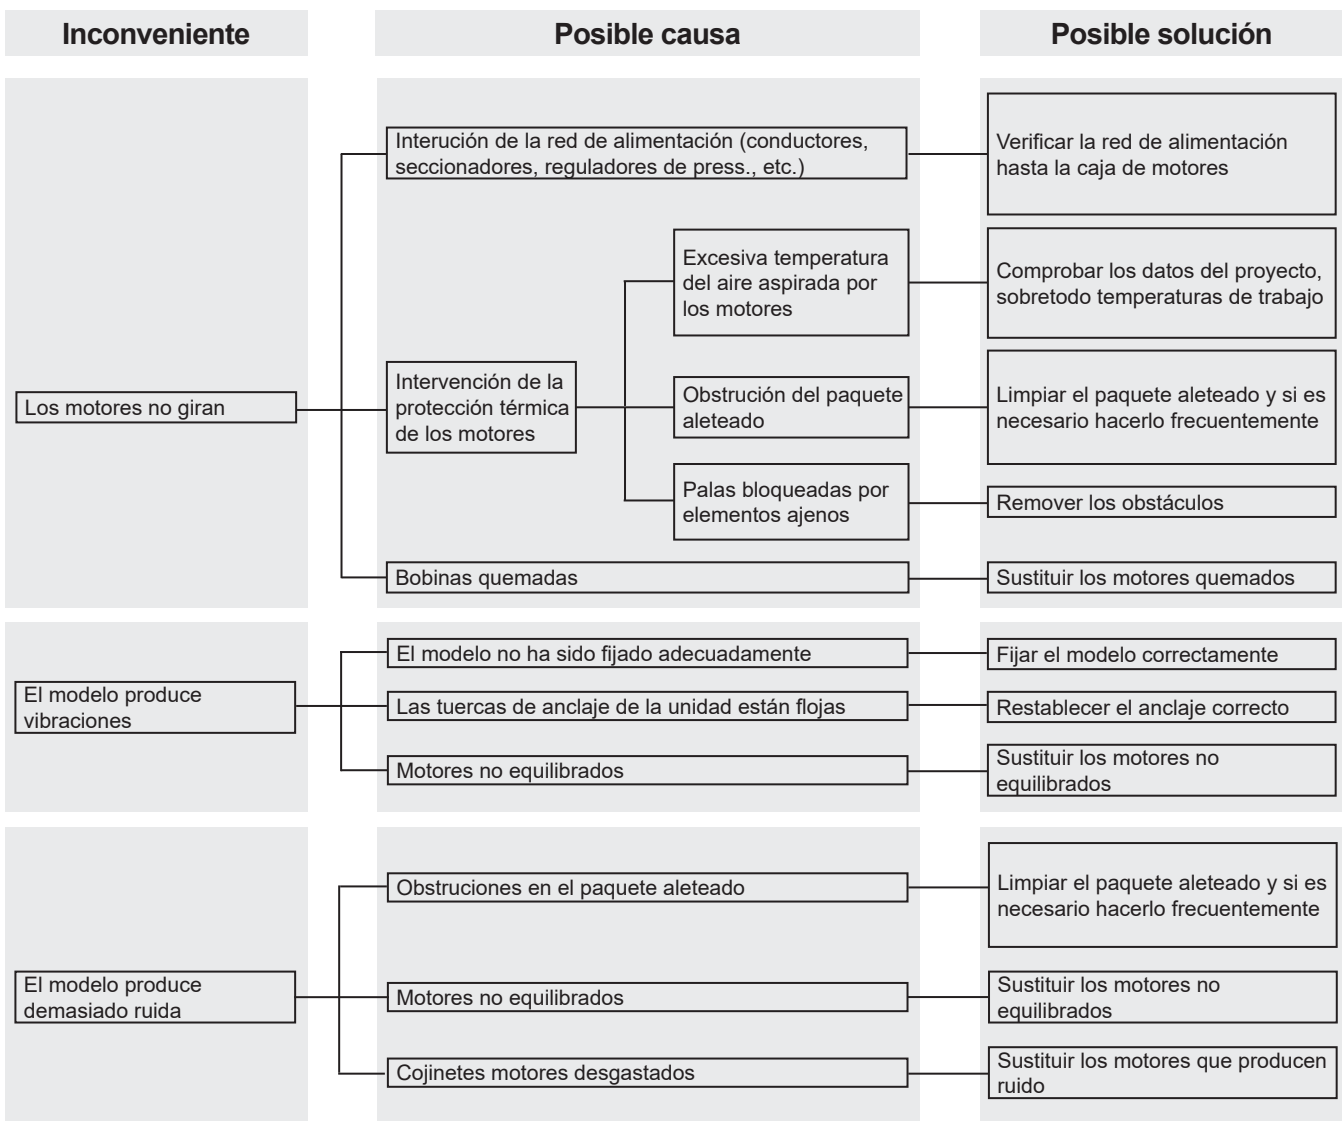 Inconveniente
Posible causa
Posible solución
Los motores no giran
Interución de la red de alimentación (conductores,
seccionadores, reguladores de press., etc.)
Verificar la red de alimentación
hasta la caja de motores
Intervención de la
protección térmica
de los motores
Excesiva temperatura
del aire aspirada por
los motores
Comprobar los datos del proyecto,
sobretodo temperaturas de trabajo
Obstrución del paquete
aleteado
Limpiar el paquete aleteado y si es
necesario hacerlo frecuentemente
Palas bloqueadas por
elementos ajenos
Remover los obstáculos
Bobinas quemadas
Sustituir los motores quemados
El modelo produce
vibraciones
El modelo no ha sido fijado adecuadamente
Fijar el modelo correctamente
Las tuercas de anclaje de la unidad están flojas
Restablecer el anclaje correcto
Motores no equilibrados
Sustituir los motores no
equilibrados
El modelo produce
demasiado ruida
Obstruciones en el paquete aleteado
Limpiar el paquete aleteado y si es
necesario hacerlo frecuentemente
Motores no equilibrados
Sustituir los motores no
equilibrados
Cojinetes motores desgastados
Sustituir los motores que producen
ruido